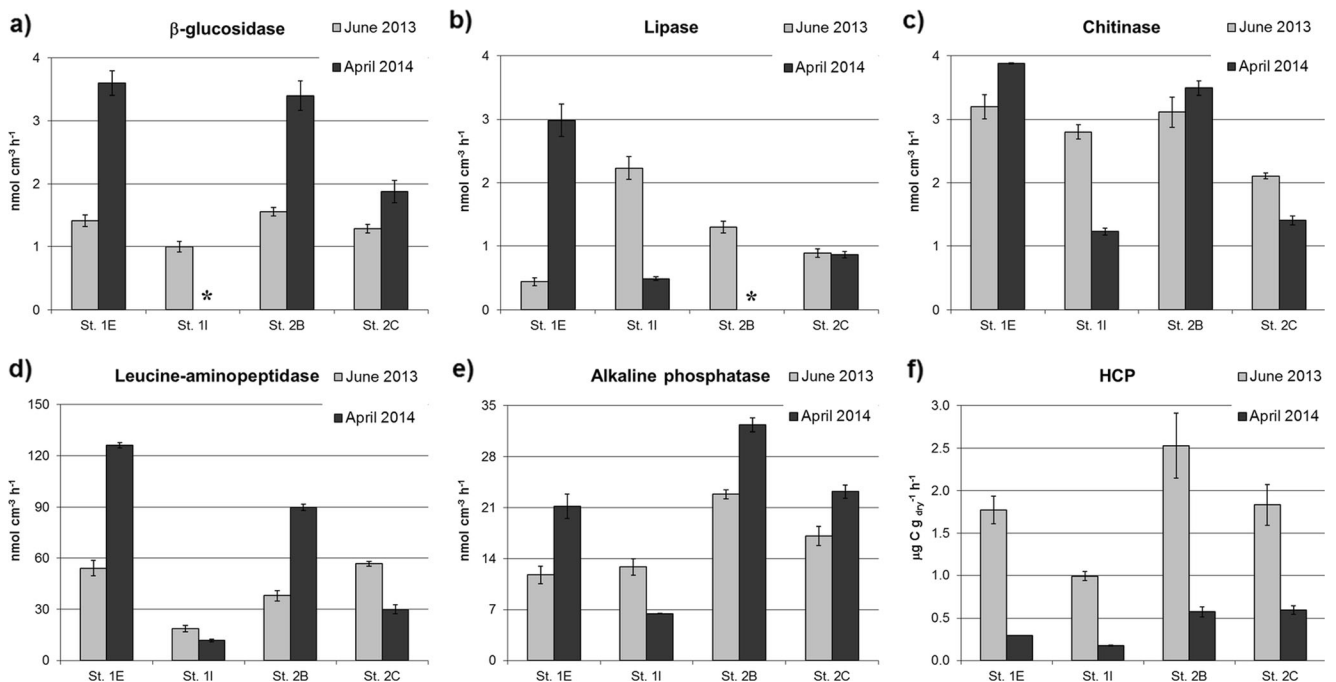 a)
β-glucosidase
June 2013
April 2014
nmol cm⁻³ h⁻¹
4
3
2
1
0
*
St. 1E St. 1I St. 2B St. 2C
b)
Lipase
June 2013
April 2014
nmol cm⁻³ h⁻¹
4
3
2
1
0
*
St. 1E St. 1I St. 2B St. 2C
c)
Chitinase
June 2013
April 2014
nmol cm⁻³ h⁻¹
4
3
2
1
0
St. 1E St. 1I St. 2B St. 2C
d)
Leucine-aminopeptidase
June 2013
April 2014
nmol cm⁻³ h⁻¹
150
120
90
60
30
0
St. 1E St. 1I St. 2B St. 2C
e)
Alkaline phosphatase
June 2013
April 2014
nmol cm⁻³ h⁻¹
35
28
21
14
7
0
St. 1E St. 1I St. 2B St. 2C
f)
HCP
June 2013
April 2014
µg C g dry⁻¹ h⁻¹
3.0
2.5
2.0
1.5
1.0
0.5
0.0
St. 1E St. 1I St. 2B St. 2C